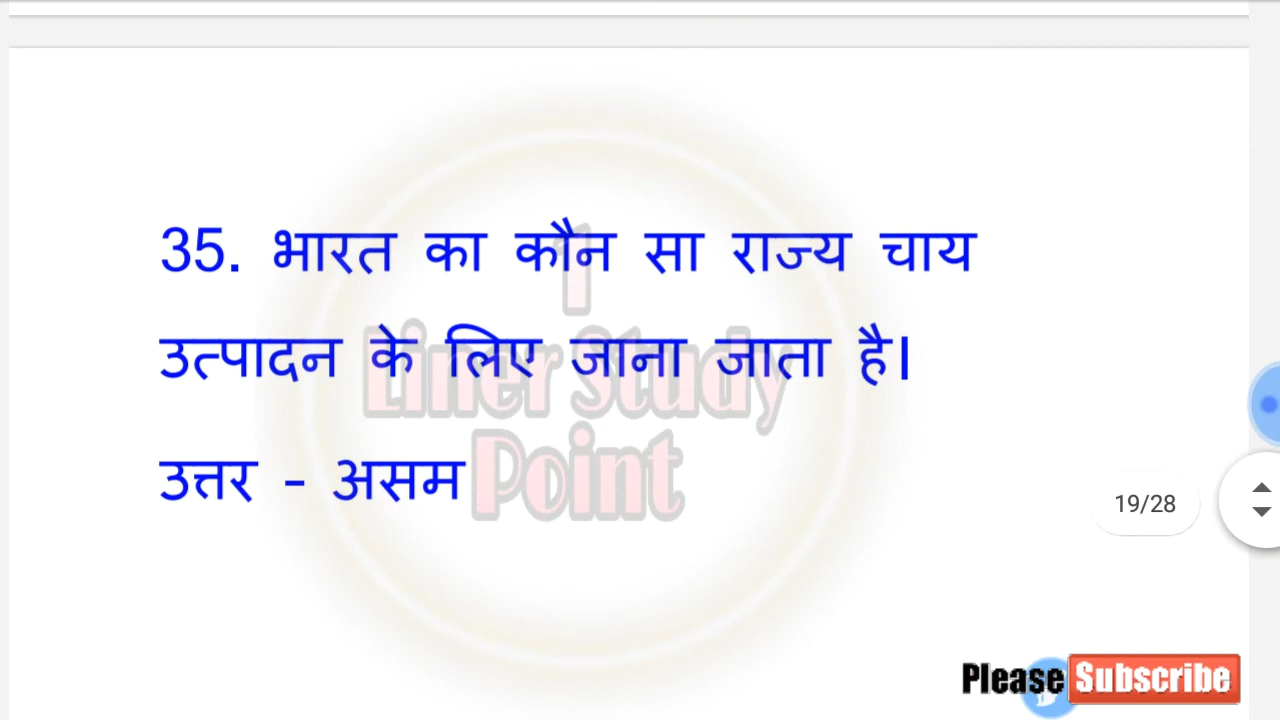 35. भारत का कौन सा राज्य चाय
उत्पादन के लिए जाना जाता है।
उत्तर - असम
1
Liner Study
Point
19/28
Please Subscribe